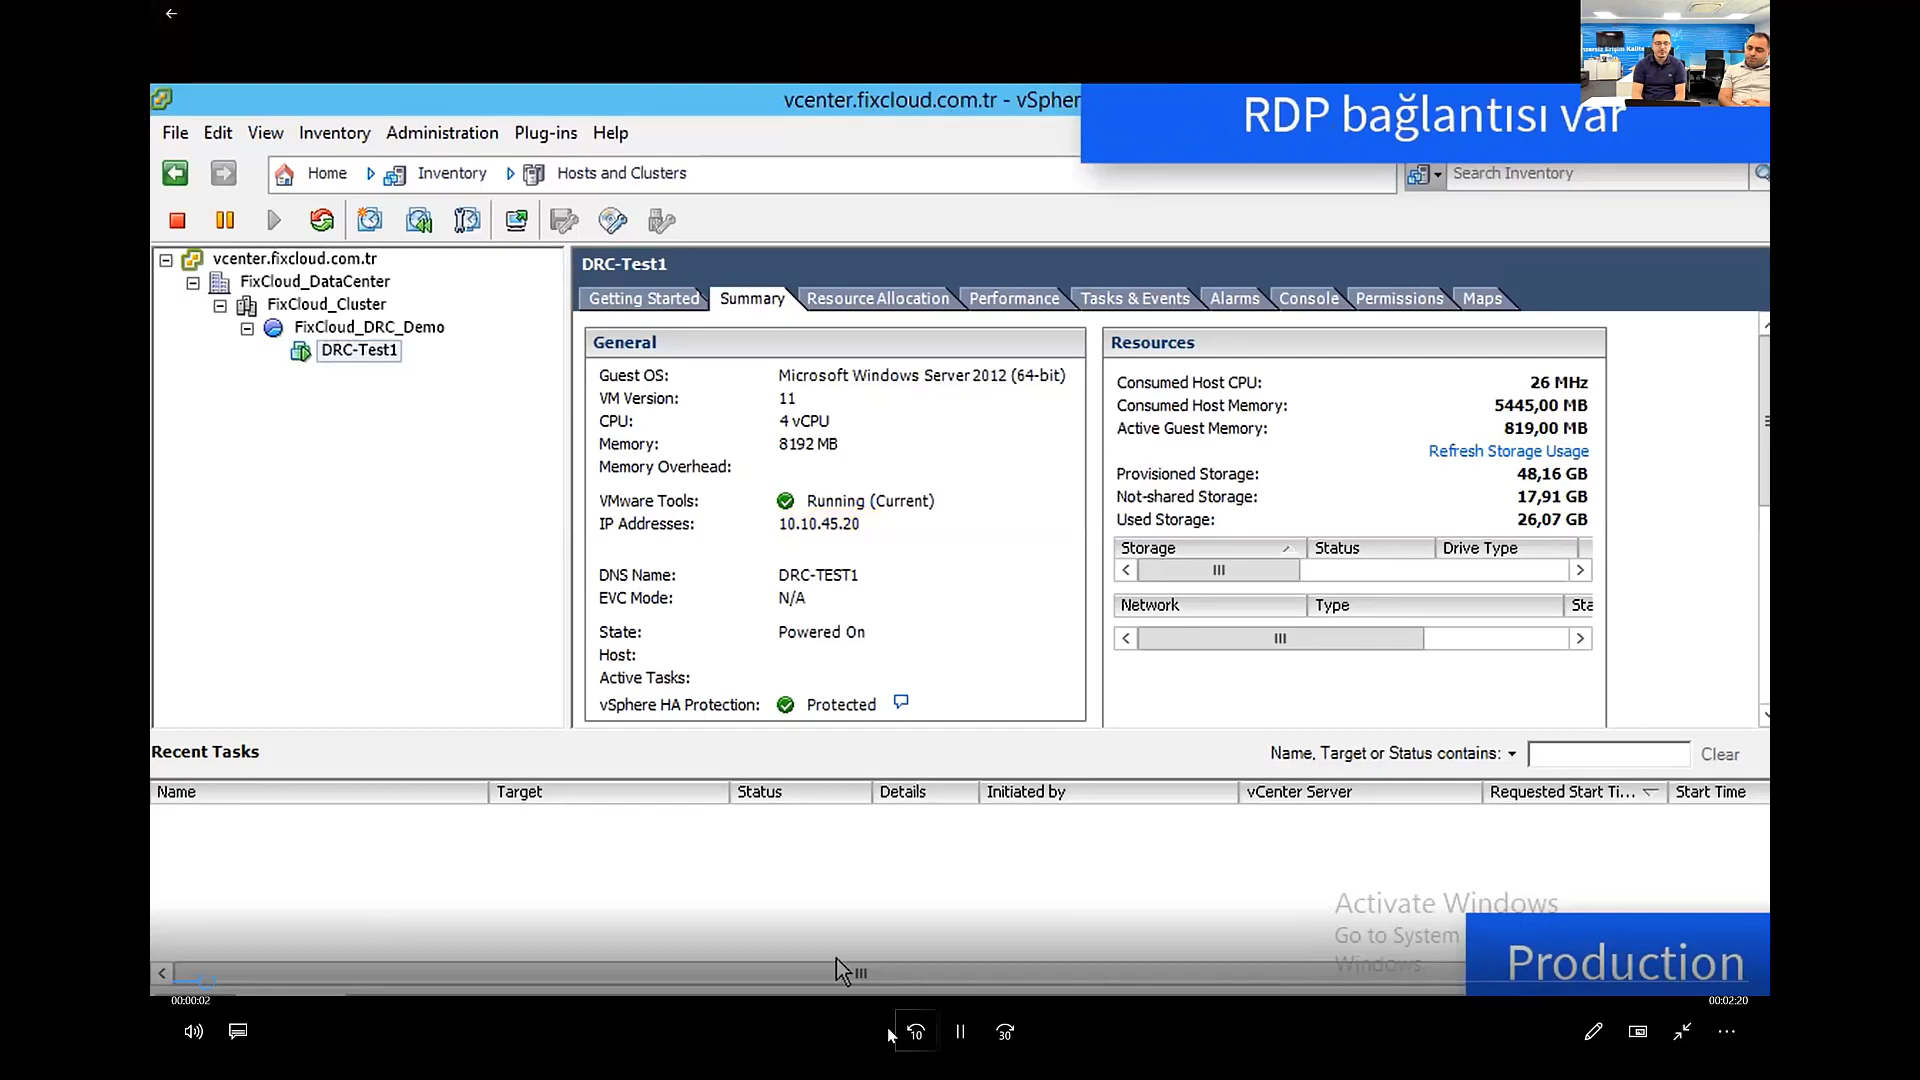 vcenter.fixcloud.com.tr - vSpher
RDP bağlantısı var
File Edit View Inventory Administration Plug-ins Help
Home Inventory Hosts and Clusters
Search Inventory
vcenter.fixcloud.com.tr
FixCloud_DataCenter
FixCloud_Cluster
FixCloud_DRC_Demo
DRC-Test1
DRC-Test1
Getting Started Summary Resource Allocation Performance Tasks & Events Alarms Console Permissions Maps
General
Guest OS: Microsoft Windows Server 2012 (64-bit)
VM Version: 11
CPU: 4 vCPU
Memory: 8192 MB
Memory Overhead:
VMware Tools: Running (Current)
IP Addresses: 10.10.45.20
DNS Name: DRC-TEST1
EVC Mode: N/A
State: Powered On
Host:
Active Tasks:
vSphere HA Protection: Protected
Resources
Consumed Host CPU: 26 MHz
Consumed Host Memory: 5445,00 MB
Active Guest Memory: 819,00 MB
Refresh Storage Usage
Provisioned Storage: 48,16 GB
Not-shared Storage: 17,91 GB
Used Storage: 26,07 GB
Storage Status Drive Type
Network Type Sta
Recent Tasks
Name, Target or Status contains: Clear
Name Target Status Details Initiated by vCenter Server Requested Start Ti... Start Time
Activate Windows
Go to System
Windows.
Production
00:00:02
00:02:20
10
30